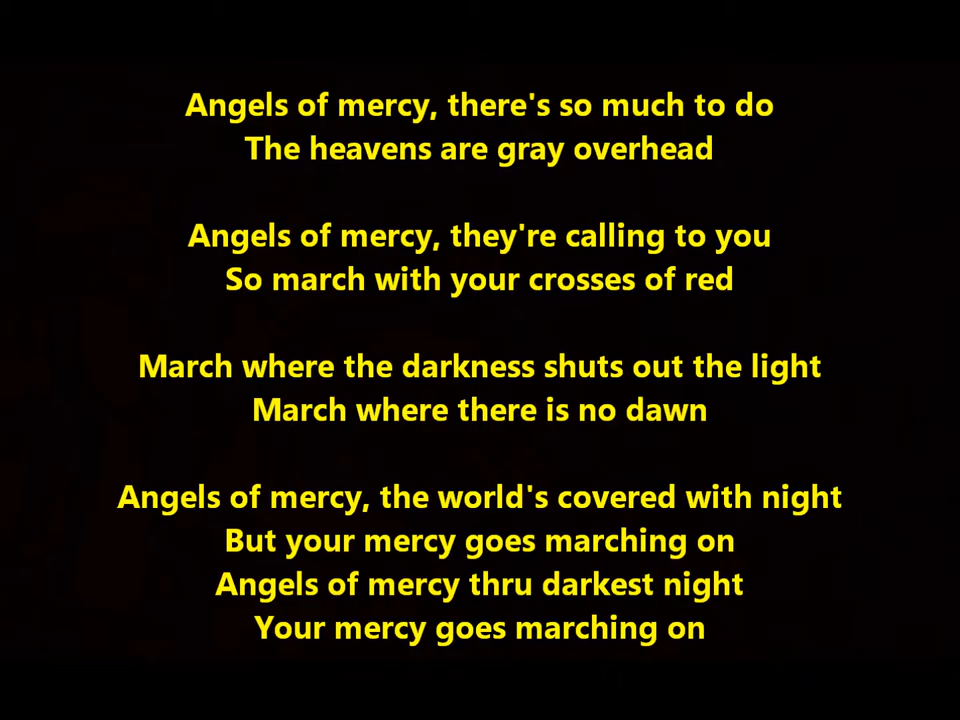 Angels of mercy, there's so much to do
The heavens are gray overhead
Angels of mercy, they're calling to you
So march with your crosses of red
March where the darkness shuts out the light
March where there is no dawn
Angels of mercy, the world's covered with night
But your mercy goes marching on
Angels of mercy thru darkest night
Your mercy goes marching on